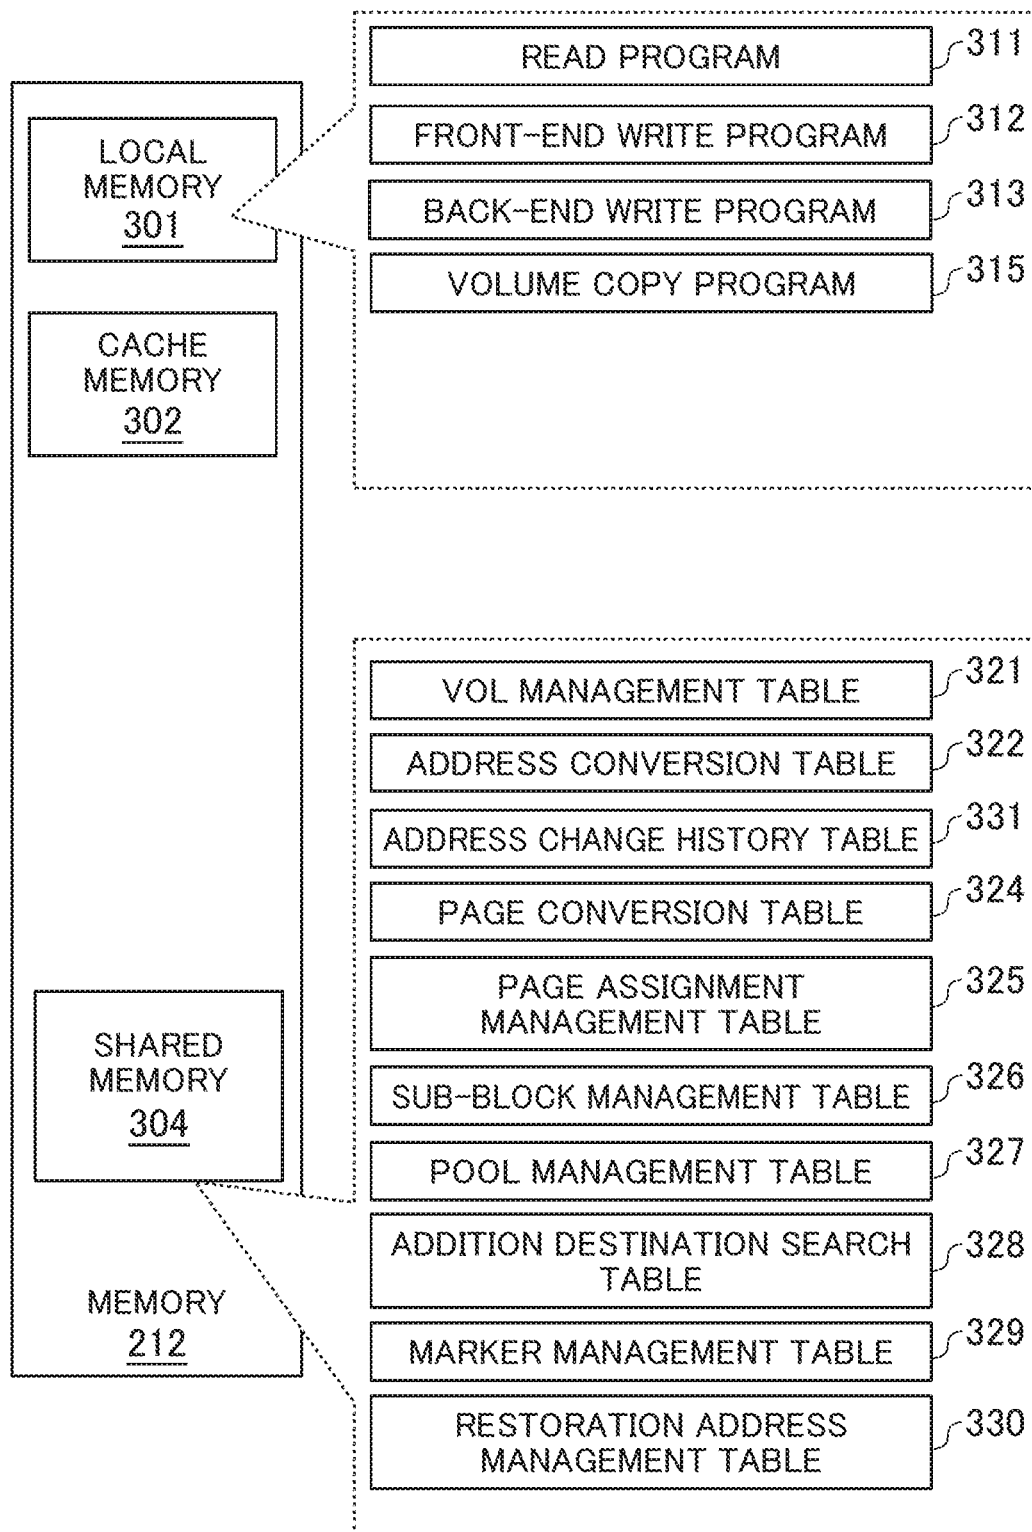 LOCAL
MEMORY
301
CACHE
MEMORY
302
SHARED
MEMORY
304
MEMORY
212
READ PROGRAM
311
FRONT-END WRITE PROGRAM
312
BACK-END WRITE PROGRAM
313
VOLUME COPY PROGRAM
315
VOL MANAGEMENT TABLE
321
ADDRESS CONVERSION TABLE
322
ADDRESS CHANGE HISTORY TABLE
331
PAGE CONVERSION TABLE
324
PAGE ASSIGNMENT
MANAGEMENT TABLE
325
SUB-BLOCK MANAGEMENT TABLE
326
POOL MANAGEMENT TABLE
327
ADDITION DESTINATION SEARCH
TABLE
328
MARKER MANAGEMENT TABLE
329
RESTORATION ADDRESS
MANAGEMENT TABLE
330